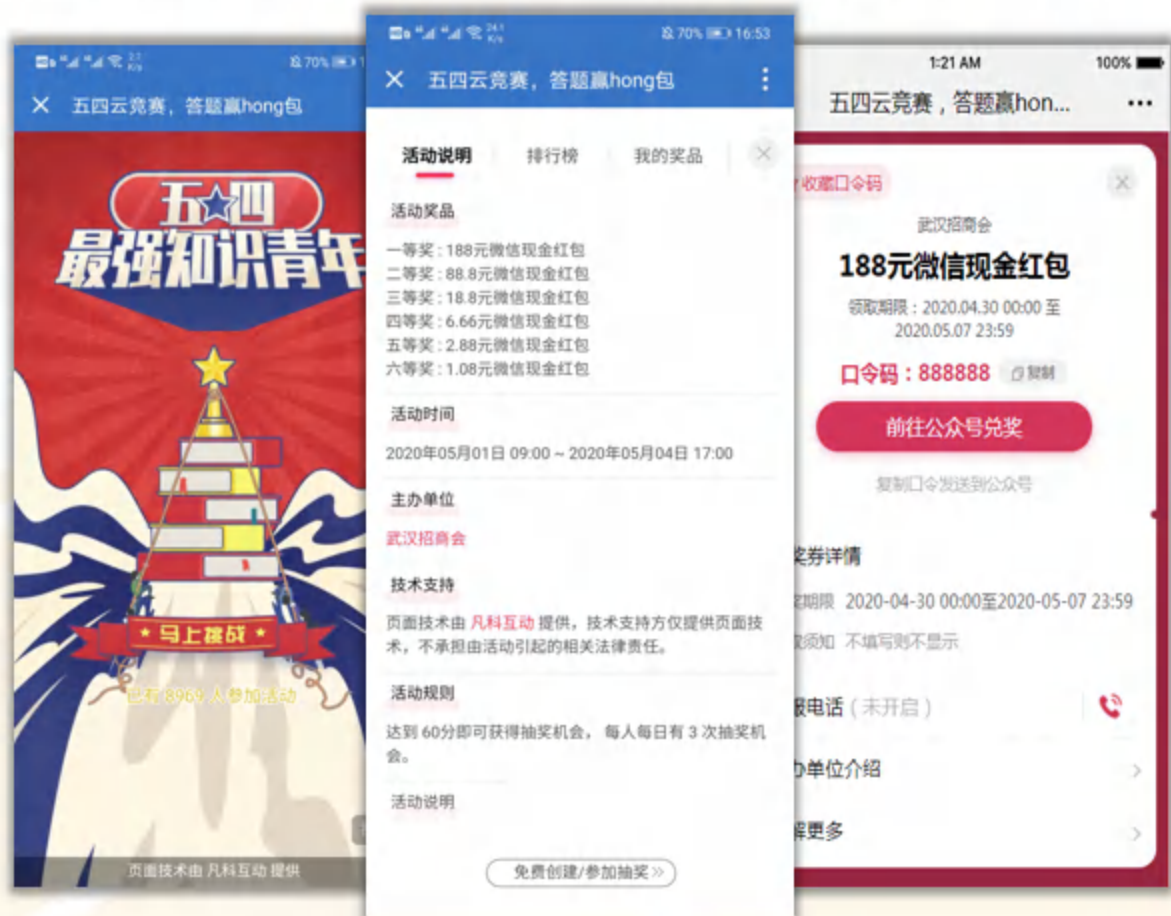 70%
五四云竞赛，答题赢hong包
五四
最强知识青年
马上挑战
已有 8969 人参加活动
页面技术由 凡科互动 提供
24.1
K/s
70% 16:53
五四云竞赛，答题赢hong包
活动说明 排行榜 我的奖品
活动奖品
一等奖：188元微信现金红包
二等奖：88.8元微信现金红包
三等奖：18.8元微信现金红包
四等奖：6.66元微信现金红包
五等奖：2.88元微信现金红包
六等奖：1.08元微信现金红包
活动时间
2020年05月01日 09:00 ~ 2020年05月04日 17:00
主办单位
武汉招商会
技术支持
页面技术由 凡科互动 提供，技术支持方仅提供页面技
术，不承担由活动引起的相关法律责任。
活动规则
达到 60分即可获得抽奖机会， 每人每日有 3 次抽奖机
会。
活动说明
免费创建/参加抽奖
1:21 AM 100%
五四云竞赛，答题赢hon...
收藏口令码
武汉招商会
188元微信现金红包
领取期限：2020.04.30 00:00 至
2020.05.07 23:59
口令码：888888 复制
前往公众号兑奖
复制口令发送到公众号
奖券详情
期限 2020-04-30 00:00至2020-05-07 23:59
须知 不填写则不显示
电话（未开启）
办单位介绍
解更多